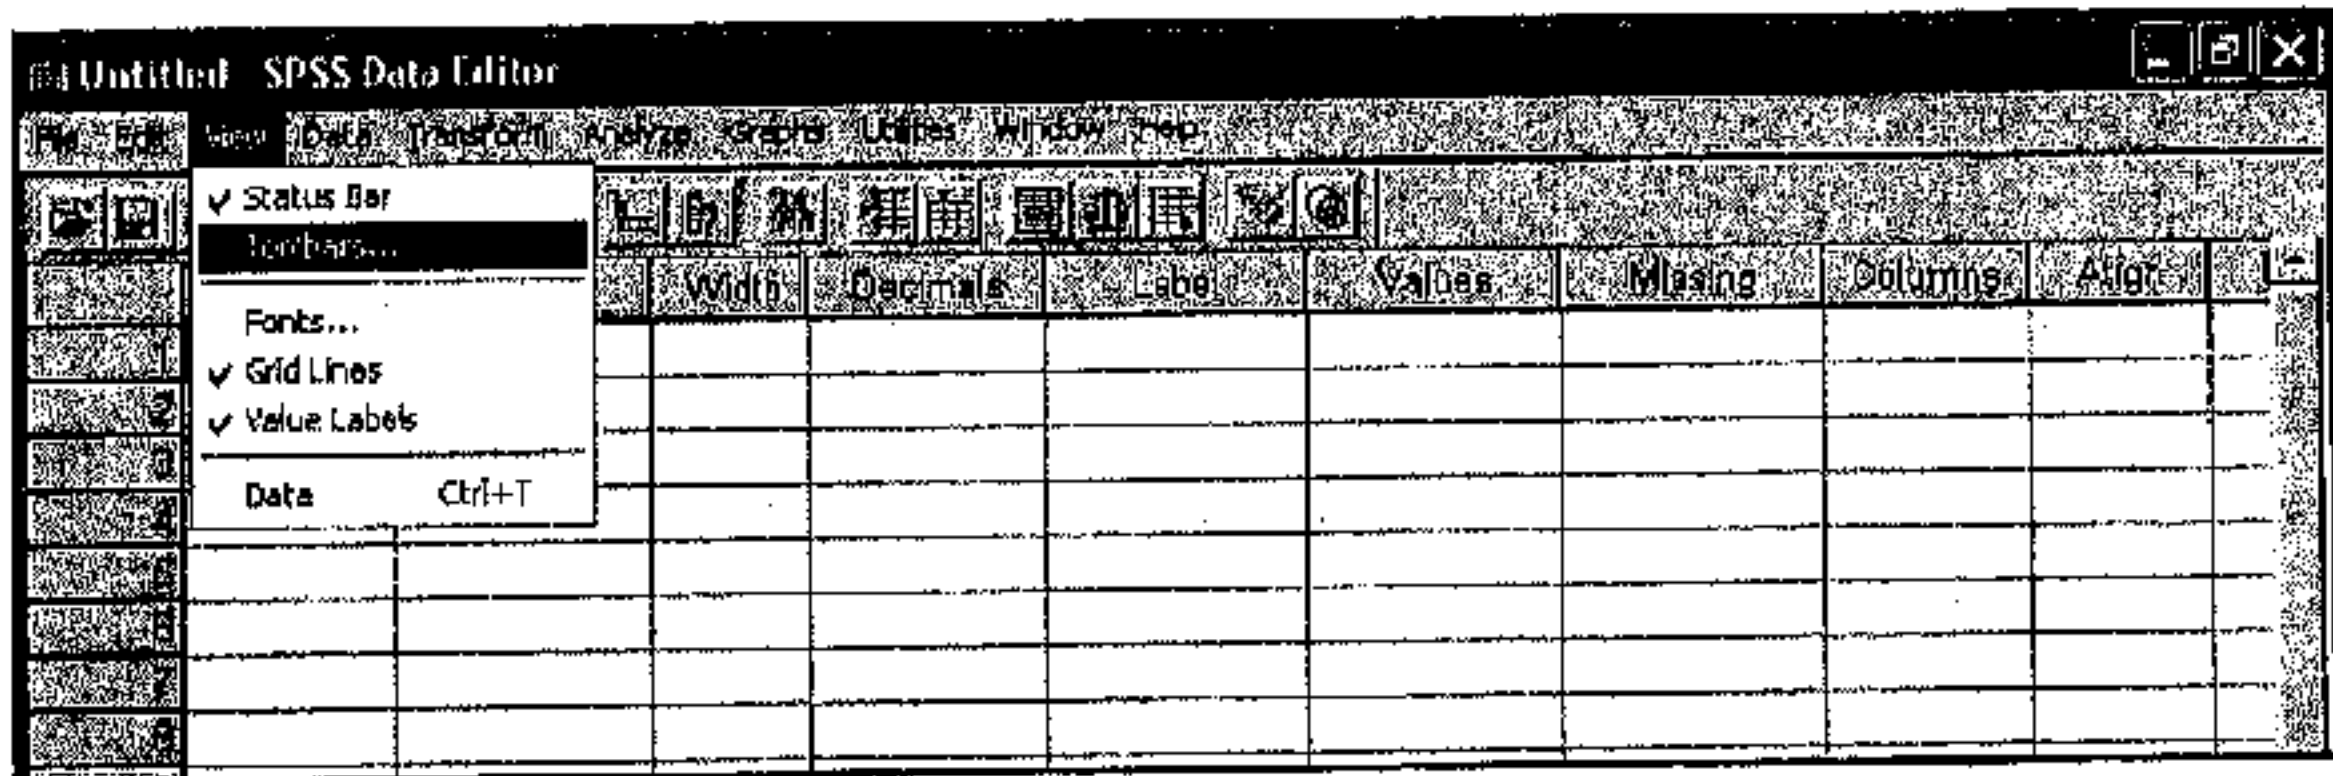 Untitled - SPSS Data Editor
File Edit View Data Transform Analyze Graphs Utilities Window Help
Status Bar
Toolbars...
Width Decimals Label Values Missing Columns Align
Fonts...
1
Grid Lines
2
Value Labels
3
Data Ctrl+T
4
5
6
7
8